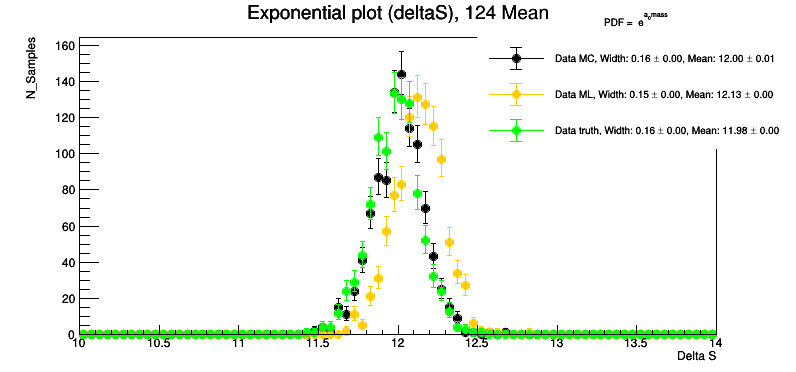 Exponential plot (deltaS), 124 Mean
PDF = e^a₀mass
N_Samples
160
140
120
100
80
60
40
20
0
Data MC, Width: 0.16 ± 0.00, Mean: 12.00 ± 0.01
Data ML, Width: 0.15 ± 0.00, Mean: 12.13 ± 0.00
Data truth, Width: 0.16 ± 0.00, Mean: 11.98 ± 0.00
10 10.5 11 11.5 12 12.5 13 13.5 14
Delta S